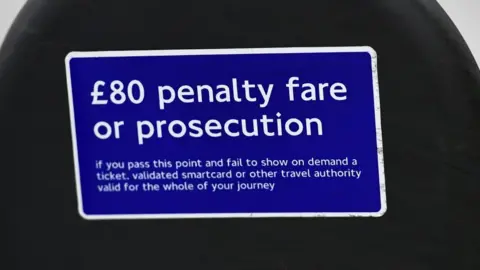 £80 penalty fare
or prosecution
if you pass this point and fail to show on demand a
ticket, validated smartcard or other travel authority
valid for the whole of your journey